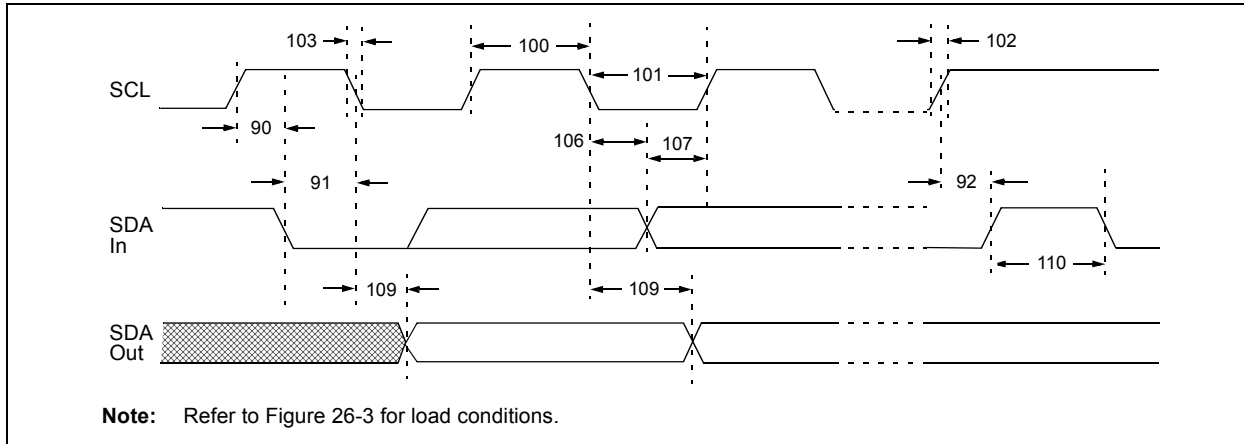 103
100
101
102
SCL
90
106
107
91
92
SDA
In
110
109
109
SDA
Out
Note: Refer to Figure 26-3 for load conditions.